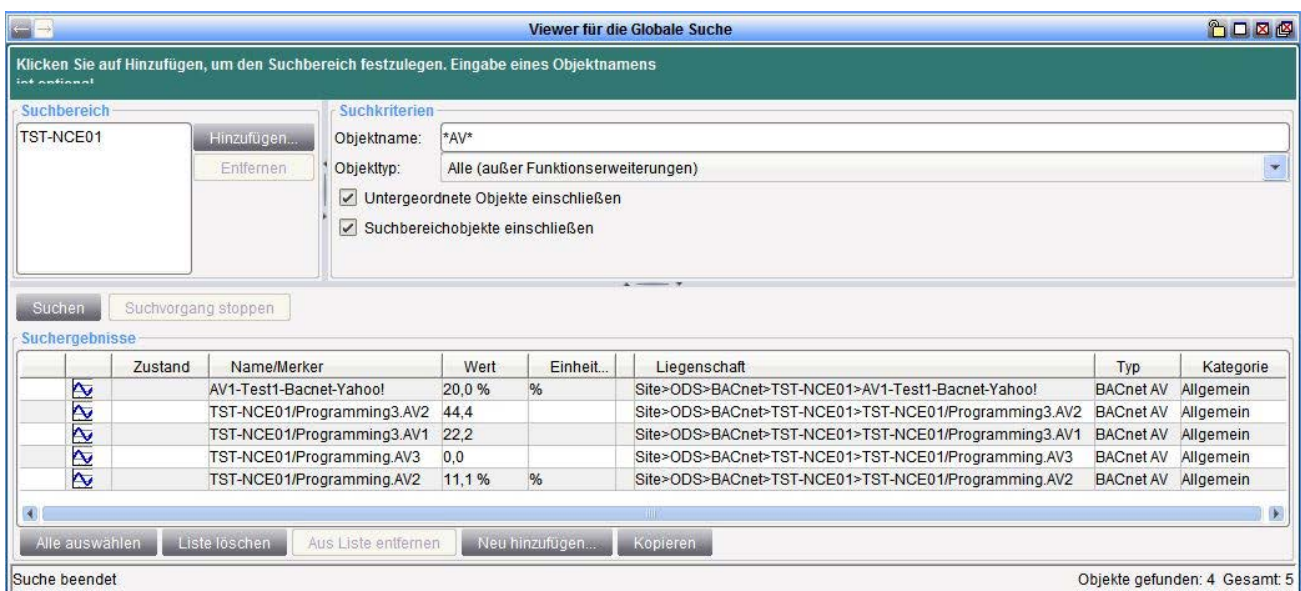 Viewer für die Globale Suche
Klicken Sie auf Hinzufügen, um den Suchbereich festzulegen. Eingabe eines Objektnamens
Suchbereich
TST-NCE01
Hinzufügen...
Entfernen
Suchkriterien
Objektname: *AV*
Objekttyp: Alle (außer Funktionserweiterungen)
Untergeordnete Objekte einschließen
Suchbereichobjekte einschließen
Suchen Suchvorgang stoppen
Suchergebnisse
Zustand Name/Merker Wert Einheit... Liegenschaft Typ Kategorie
AV1-Test1-Bacnet-Yahoo! 20,0 % % Site>ODS>BACnet>TST-NCE01>AV1-Test1-Bacnet-Yahoo! BACnet AV Allgemein
TST-NCE01/Programming3.AV2 44,4 Site>ODS>BACnet>TST-NCE01>TST-NCE01/Programming3.AV2 BACnet AV Allgemein
TST-NCE01/Programming3.AV1 22,2 Site>ODS>BACnet>TST-NCE01>TST-NCE01/Programming3.AV1 BACnet AV Allgemein
TST-NCE01/Programming.AV3 0,0 Site>ODS>BACnet>TST-NCE01>TST-NCE01/Programming.AV3 BACnet AV Allgemein
TST-NCE01/Programming.AV2 11,1 % % Site>ODS>BACnet>TST-NCE01>TST-NCE01/Programming.AV2 BACnet AV Allgemein
Alle auswählen Liste löschen Aus Liste entfernen Neu hinzufügen... Kopieren
Suche beendet Objekte gefunden: 4 Gesamt: 5